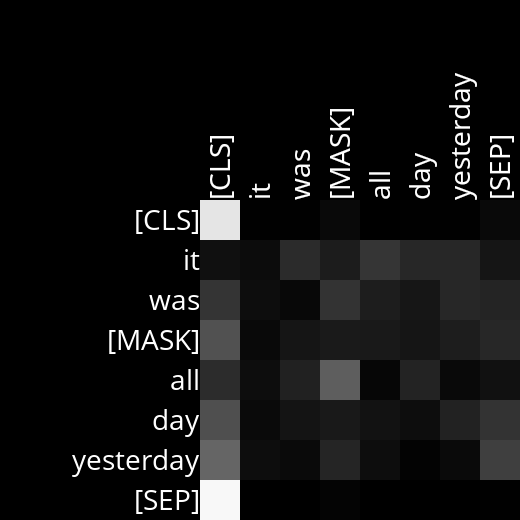 [CLS]
it
was
[MASK]
all
day
yesterday
[SEP]
[CLS]
it
was
[MASK]
all
day
yesterday
[SEP]